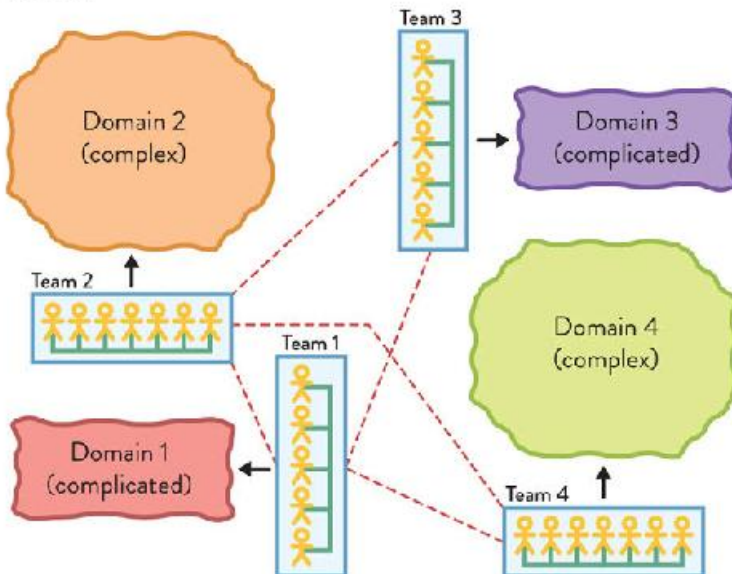 Team 3
Domain 2
(complex)
Domain 3
(complicated)
Team 2
Domain 4
(complex)
Team 1
Domain 1
(complicated)
Team 4